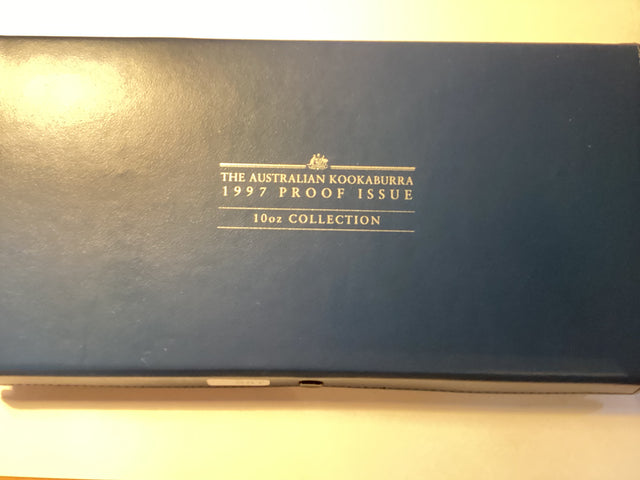 THE AUSTRALIAN KOOKABURRA
1997 PROOF ISSUE
10oz COLLECTION